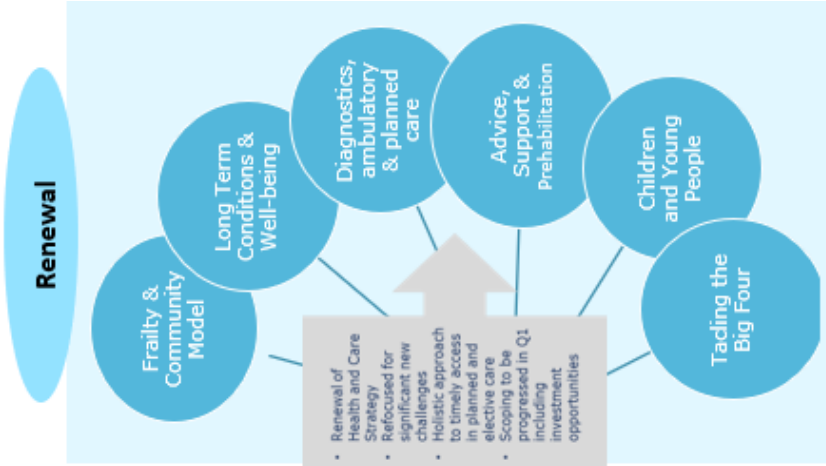 Renewal
Frailty &
Community
Model
Long Term
Conditions &
Well-being
Diagnostics,
ambulatory
& planned
care
Advice,
Support &
Prehabilitation
Children
and Young
People
Tacling the
Big Four
• Renewal of
Health and Care
Strategy
• Refocused for
significant new
challenges
• Holistic approach
to timely access
in planned and
elective care
• Scoping to be
progressed in Q1
including
investment
opportunities